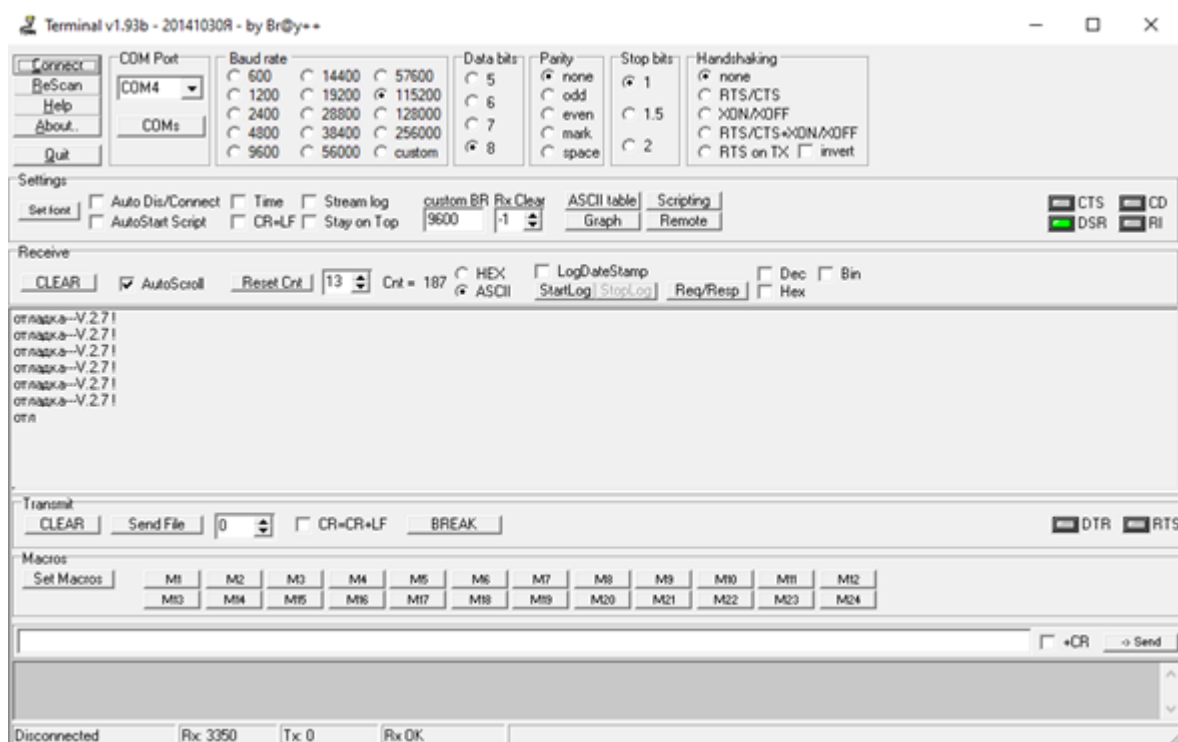 Terminal v1.93b - 20141030Я - by Br@y++
Connect
ReScan
Help
About..
Quit
COM Port
COM4
COMs
Baud rate
600 14400 57600
1200 19200 115200
2400 28800 128000
4800 38400 256000
9600 56000 custom
Data bits
5
6
7
8
Parity
none
odd
even
mark
space
Stop bits
1
1.5
2
Handshaking
none
RTS/CTS
XON/XOFF
RTS/CTS+XON/XOFF
RTS on TX invert
Settings
Set font
Auto Dis/Connect Time Stream log
AutoStart Script CR=LF Stay on Top
custom BR Rx Clear
9600 -1
ASCII table Scripting
Graph Remote
CTS CD
DSR RI
Receive
CLEAR AutoScroll Reset Cnt 13 Cnt = 187
HEX
ASCII
LogDateStamp
StartLog StopLog Req/Resp
Dec Bin
Hex
отладка--V.2.7!
отладка--V.2.7!
отладка--V.2.7!
отладка--V.2.7!
отладка--V.2.7!
отладка--V.2.7!
отл
Transmit
CLEAR Send File 0 CR=CR+LF BREAK DTR RTS
Macros
Set Macros M1 M2 M3 M4 M5 M6 M7 M8 M9 M10 M11 M12
M13 M14 M15 M16 M17 M18 M19 M20 M21 M22 M23 M24
+CR -> Send
Disconnected Rx: 3350 Tx: 0 Rx OK